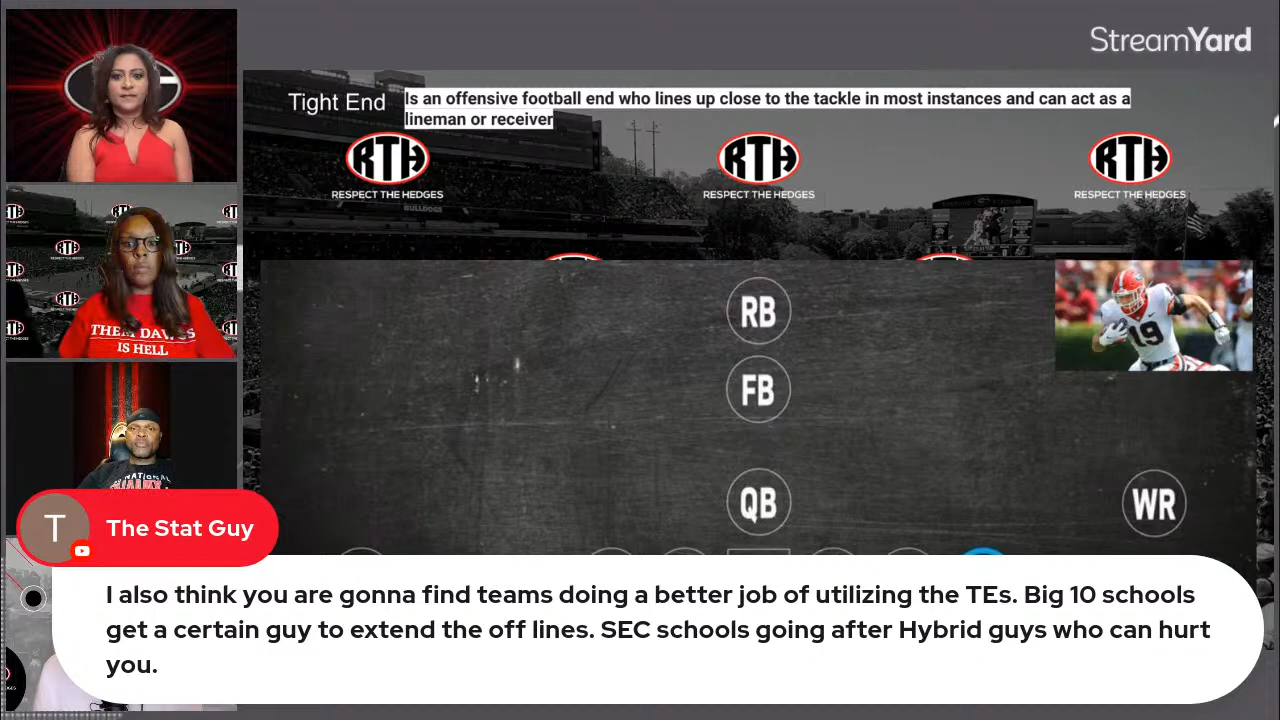 StreamYard
Tight End
Is an offensive football end who lines up close to the tackle in most instances and can act as a
lineman or receiver
RTH
RESPECT THE HEDGES
RTH
RESPECT THE HEDGES
RTH
RESPECT THE HEDGES
THEM DAWGS
IS HELL
RB
FB
19
QB
WR
T
The Stat Guy
I also think you are gonna find teams doing a better job of utilizing the TEs. Big 10 schools
get a certain guy to extend the off lines. SEC schools going after Hybrid guys who can hurt
you.